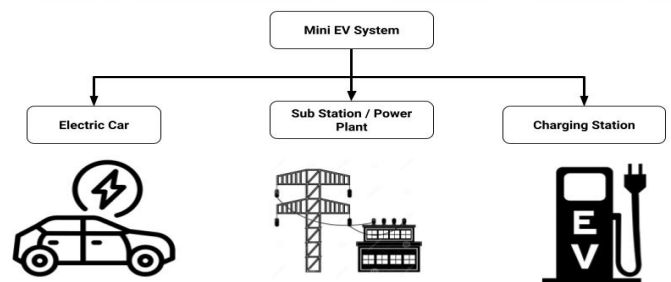 Mini EV System
Electric Car
Sub Station / Power
Plant
Charging Station
E
V